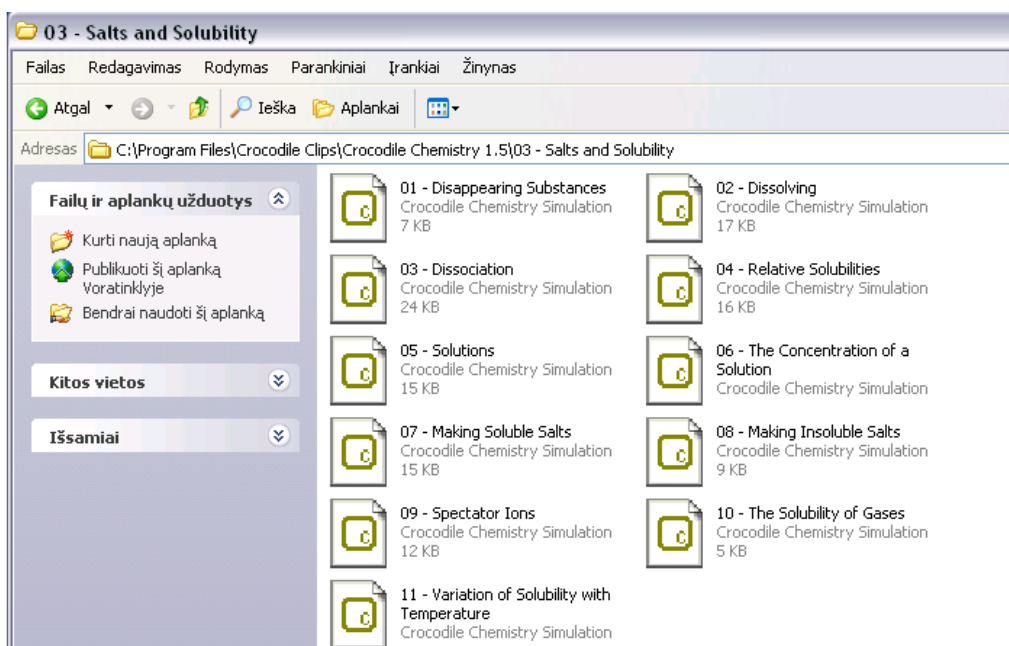 03 - Salts and Solubility
Failas Redagavimas Rodymas Parankiniai Įrankiai Žinynas
Atgal Ieška Aplankai
Adresas C:\Program Files\Crocodile Clips\Crocodile Chemistry 1.5\03 - Salts and Solubility
Failų ir aplankų užduotys
Kurti naują aplanką
Publikuoti šį aplanką
Voratinklyje
Bendrai naudoti šį aplanką
Kitos vietos
Išsamiai
01 - Disappearing Substances
Crocodile Chemistry Simulation
7 KB
02 - Dissolving
Crocodile Chemistry Simulation
17 KB
03 - Dissociation
Crocodile Chemistry Simulation
24 KB
04 - Relative Solubilities
Crocodile Chemistry Simulation
16 KB
05 - Solutions
Crocodile Chemistry Simulation
15 KB
06 - The Concentration of a
Solution
Crocodile Chemistry Simulation
07 - Making Soluble Salts
Crocodile Chemistry Simulation
15 KB
08 - Making Insoluble Salts
Crocodile Chemistry Simulation
9 KB
09 - Spectator Ions
Crocodile Chemistry Simulation
12 KB
10 - The Solubility of Gases
Crocodile Chemistry Simulation
5 KB
11 - Variation of Solubility with
Temperature
Crocodile Chemistry Simulation